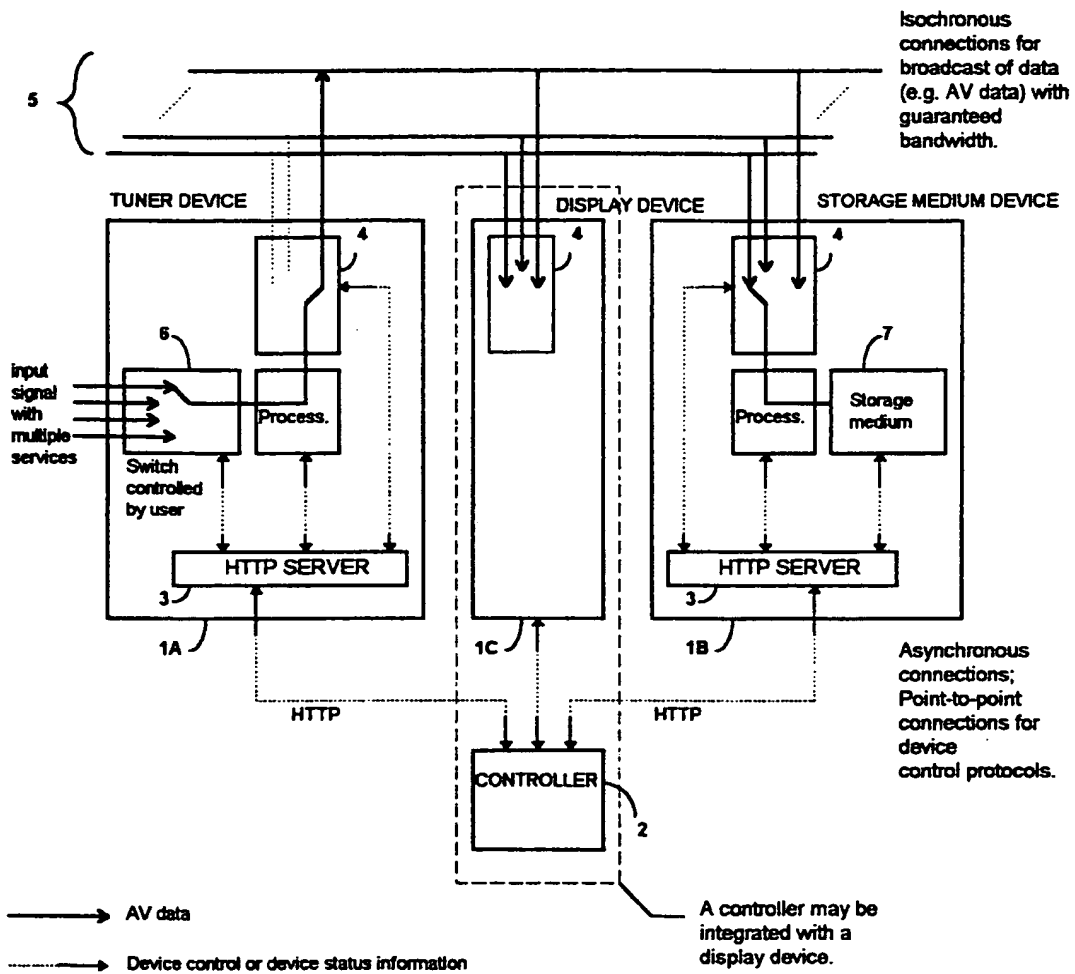 Isochronous
connections for
broadcast of data
(e.g. AV data) with
guaranteed
bandwidth.
5
TUNER DEVICE
DISPLAY DEVICE
STORAGE MEDIUM DEVICE
4
4
4
6
7
input
signal
with
multiple
services
Process.
Process.
Storage
medium
Switch
controlled
by user
HTTP SERVER
HTTP SERVER
3
3
1A
1C
1B
Asynchronous
connections;
Point-to-point
connections for
device
control protocols.
HTTP
HTTP
CONTROLLER
2
AV data
A controller may be
integrated with a
display device.
Device control or device status information